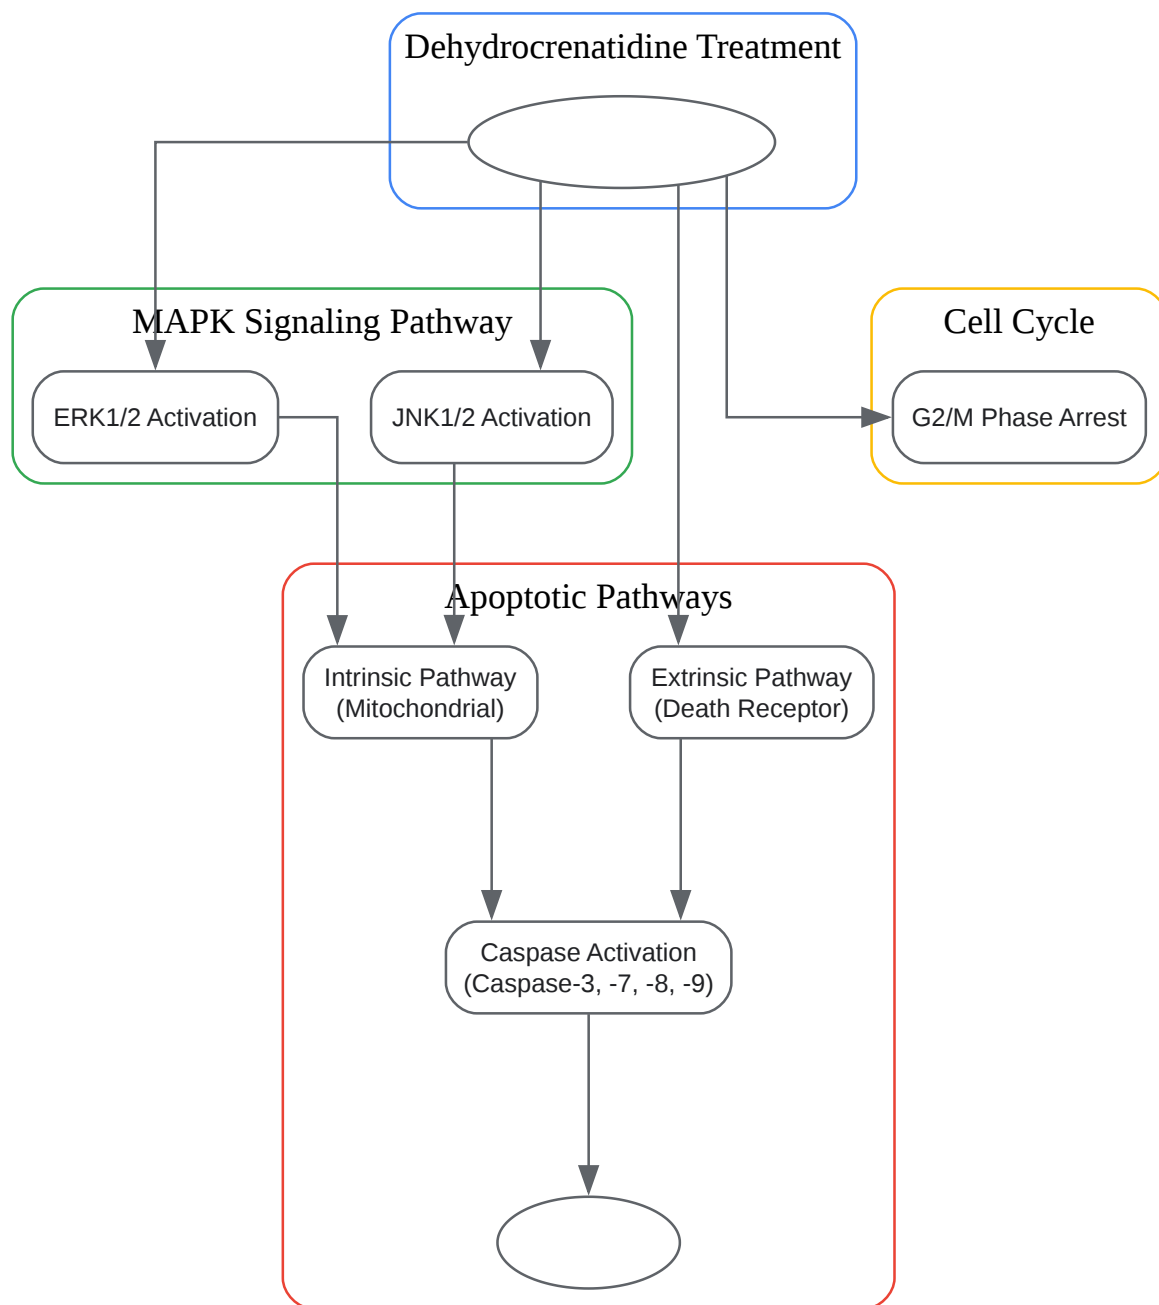 Dehydrocrenatidine Treatment
MAPK Signaling Pathway
Cell Cycle
ERK1/2 Activation
JNK1/2 Activation
G2/M Phase Arrest
Apoptotic Pathways
Intrinsic Pathway
(Mitochondrial)
Extrinsic Pathway
(Death Receptor)
Caspase Activation
(Caspase-3, -7, -8, -9)